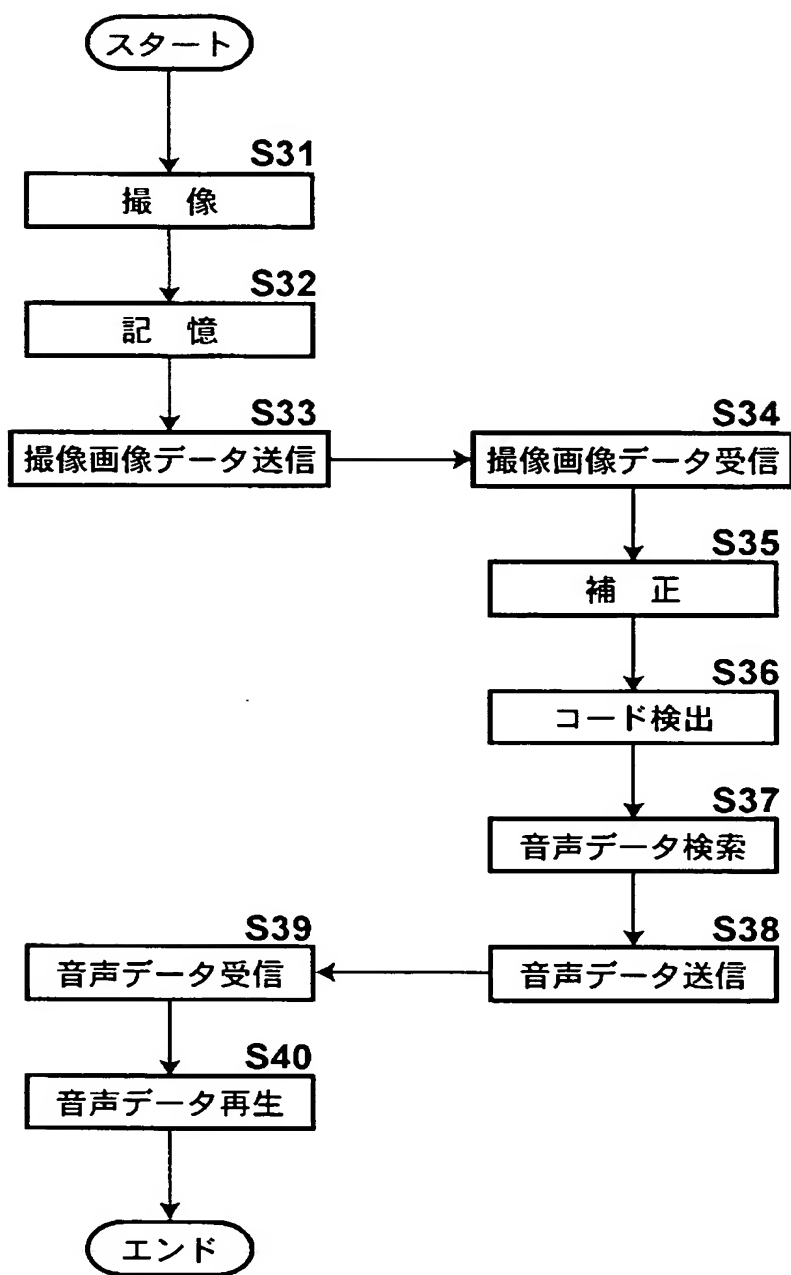 スタート
S31
撮 像
S32
記 憶
S33
撮像画像データ送信
S34
撮像画像データ受信
S35
補 正
S36
コード検出
S37
音声データ検索
S38
音声データ送信
S39
音声データ受信
S40
音声データ再生
エンド